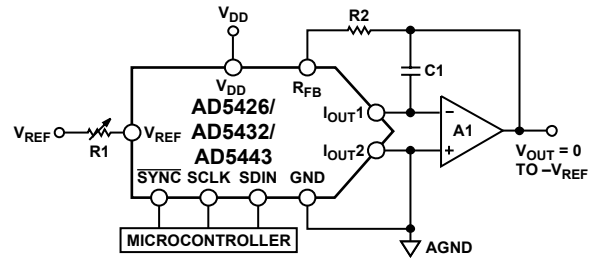 VDD
R2
C1
VDD
RFB
AD5426/
AD5432/
AD5443
IOUT1
IOUT2
VREF
R1
VREF
A1
–
+
VOUT = 0
TO –VREF
SYNC SCLK SDIN GND
MICROCONTROLLER
AGND